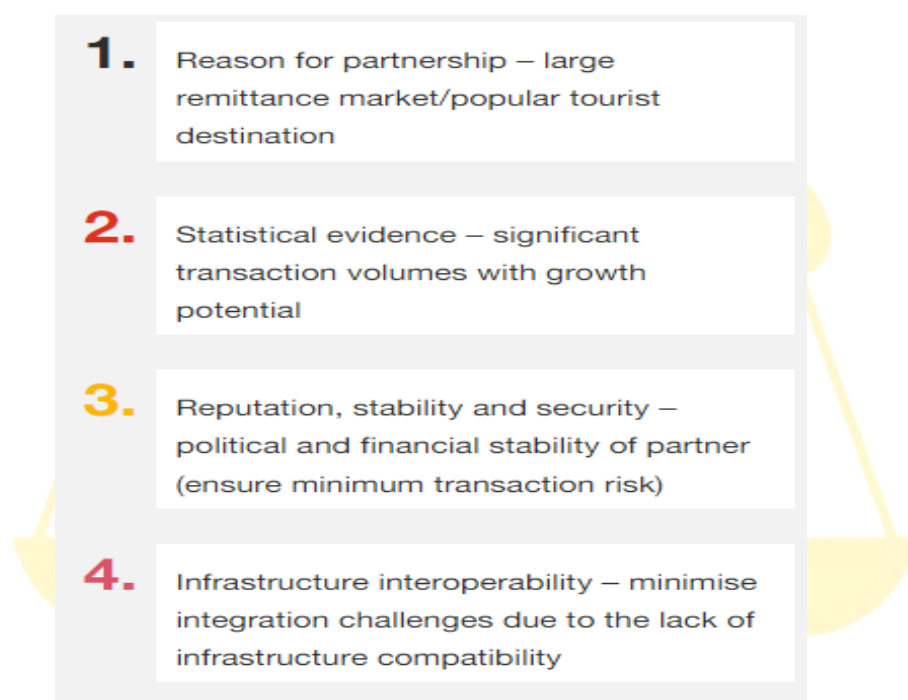 1. Reason for partnership – large
remittance market/popular tourist
destination
2. Statistical evidence – significant
transaction volumes with growth
potential
3. Reputation, stability and security –
political and financial stability of partner
(ensure minimum transaction risk)
4. Infrastructure interoperability – minimise
integration challenges due to the lack of
infrastructure compatibility